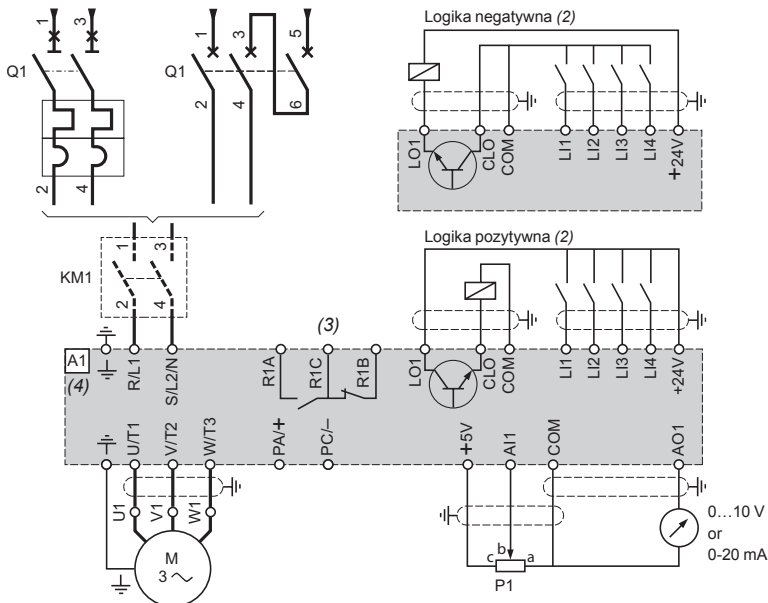 1
3
Q1
2
4
1
3
5
Q1
2
4
6
Logika negatywna (2)
LO1
CLO
COM
LI1
LI2
LI3
LI4
+24V
1
3
KM1
2
4
Logika pozytywna (2)
(3)
A1
(4)
R/L1
S/L2/N
R1A
R1C
R1B
LO1
CLO
COM
LI1
LI2
LI3
LI4
+24V
U/T1
V/T2
W/T3
PA/+
PC/–
+5V
AI1
COM
AO1
U1
V1
W1
M
3
c
b
a
P1
0...10 V
or
0-20 mA